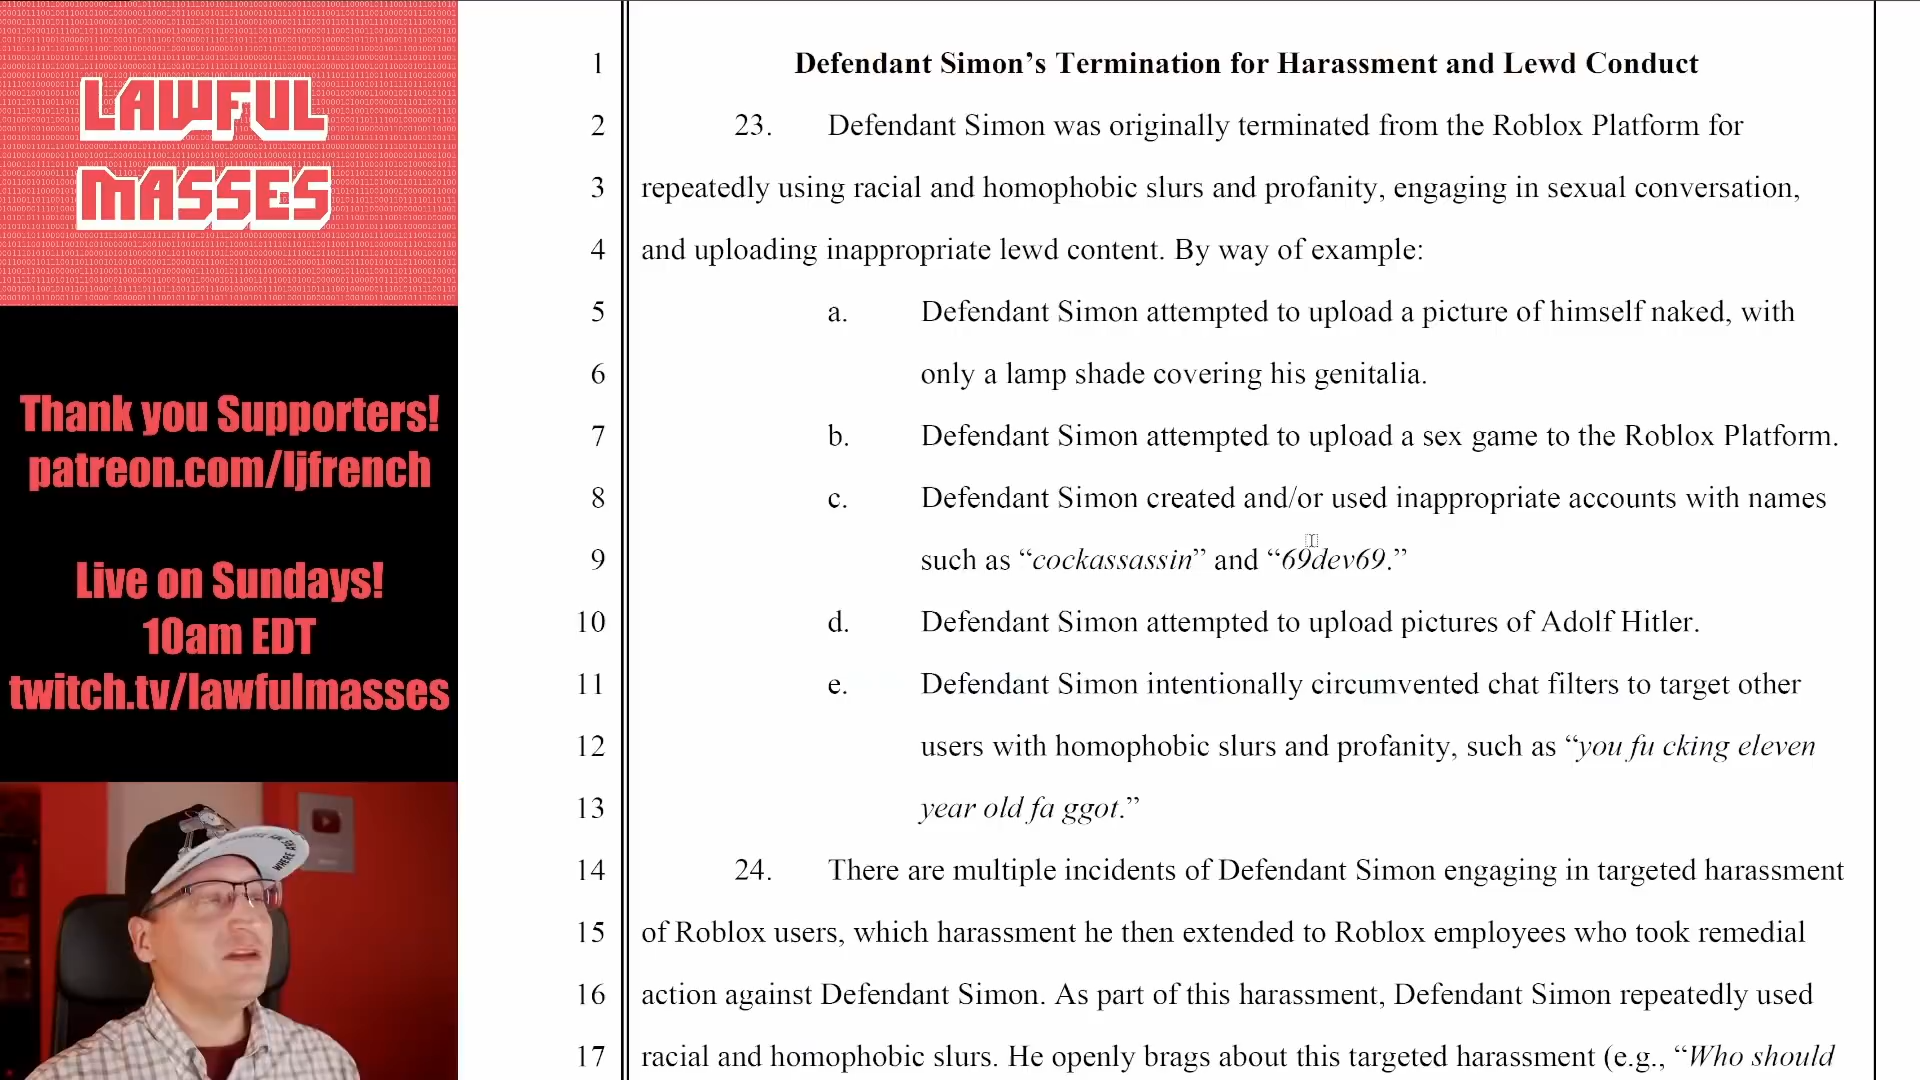 LAWFUL
MASSES
Thank you Supporters!
patreon.com/ljfrench
Live on Sundays!
10am EDT
twitch.tv/lawfulmasses
1 Defendant Simon’s Termination for Harassment and Lewd Conduct
2 23. Defendant Simon was originally terminated from the Roblox Platform for
3 repeatedly using racial and homophobic slurs and profanity, engaging in sexual conversation,
4 and uploading inappropriate lewd content. By way of example:
5 a. Defendant Simon attempted to upload a picture of himself naked, with
6 only a lamp shade covering his genitalia.
7 b. Defendant Simon attempted to upload a sex game to the Roblox Platform.
8 c. Defendant Simon created and/or used inappropriate accounts with names
9 such as “cockassassin” and “69dev69.”
10 d. Defendant Simon attempted to upload pictures of Adolf Hitler.
11 e. Defendant Simon intentionally circumvented chat filters to target other
12 users with homophobic slurs and profanity, such as “you fu cking eleven
13 year old fa ggot.”
14 24. There are multiple incidents of Defendant Simon engaging in targeted harassment
15 of Roblox users, which harassment he then extended to Roblox employees who took remedial
16 action against Defendant Simon. As part of this harassment, Defendant Simon repeatedly used
17 racial and homophobic slurs. He openly brags about this targeted harassment (e.g., “Who should